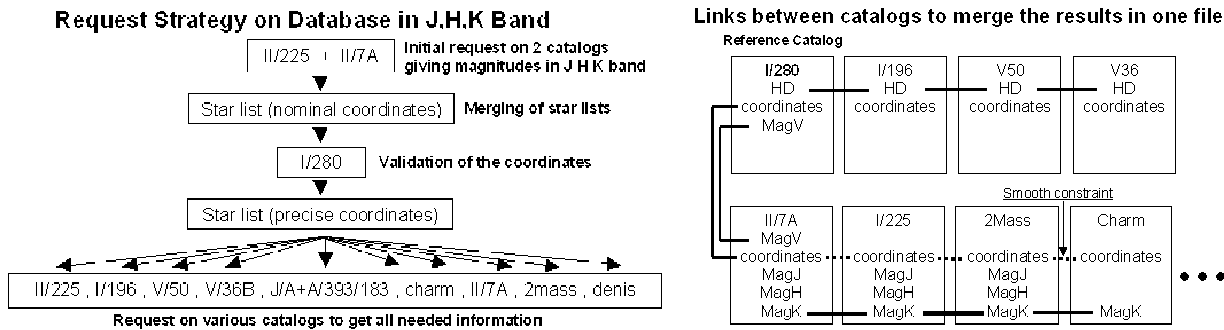 Request Strategy on Database in J,H,K Band
II/225 + II/7A
Initial request on 2 catalogs
giving magnitudes in J H K band
Star list (nominal coordinates)
Merging of star lists
I/280
Validation of the coordinates
Star list (precise coordinates)
II/225 , I/196 , V/50 , V/36B , J/A+A/393/183 , charm , II/7A , 2mass , denis
Request on various catalogs to get all needed information
Links between catalogs to merge the results in one file
Reference Catalog
I/280
HD
coordinates
MagV
I/196
HD
coordinates
V50
HD
coordinates
V36
HD
coordinates
Smooth constraint
II/7A
MagV
coordinates
MagJ
MagH
MagK
I/225
coordinates
MagJ
MagH
MagK
2Mass
coordinates
MagJ
MagH
MagK
Charm
coordinates
MagK